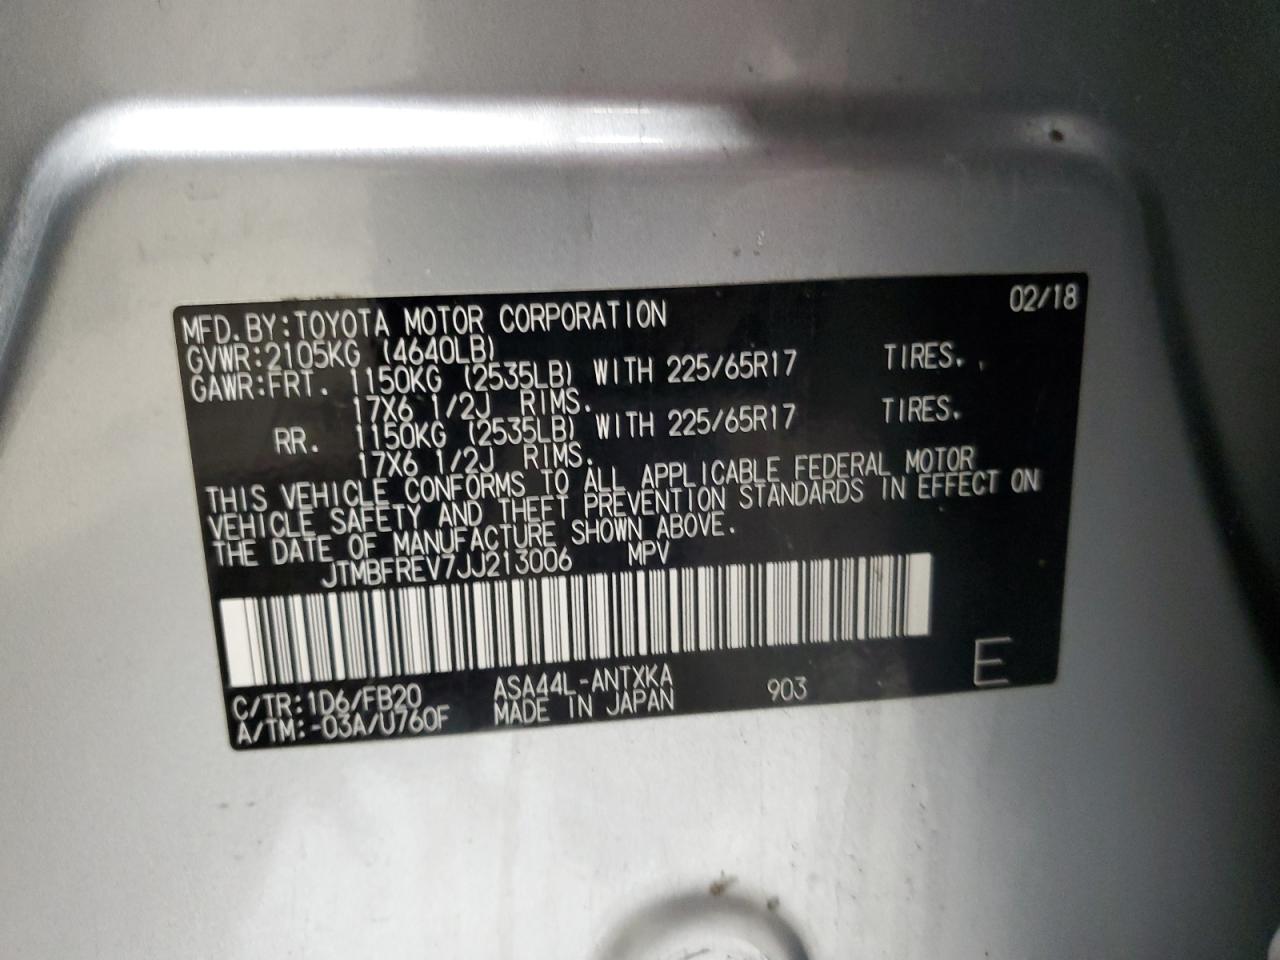 02/18
MFD.BY:TOYOTA MOTOR CORPORATION
GVWR:2105KG (4640LB)
GAWR:FRT. 1150KG (2535LB) WITH 225/65R17 TIRES.
17X6 1/2J RIMS.
RR. 1150KG (2535LB) WITH 225/65R17 TIRES.
17X6 1/2J RIMS.
THIS VEHICLE CONFORMS TO ALL APPLICABLE FEDERAL MOTOR
VEHICLE SAFETY AND THEFT PREVENTION STANDARDS IN EFFECT ON
THE DATE OF MANUFACTURE SHOWN ABOVE.
JTMBFREV7JJ213006 MPV
C/TR:1D6/FB20 ASA44L-ANTXKA 903 E
A/TM:-03A/U760F MADE IN JAPAN